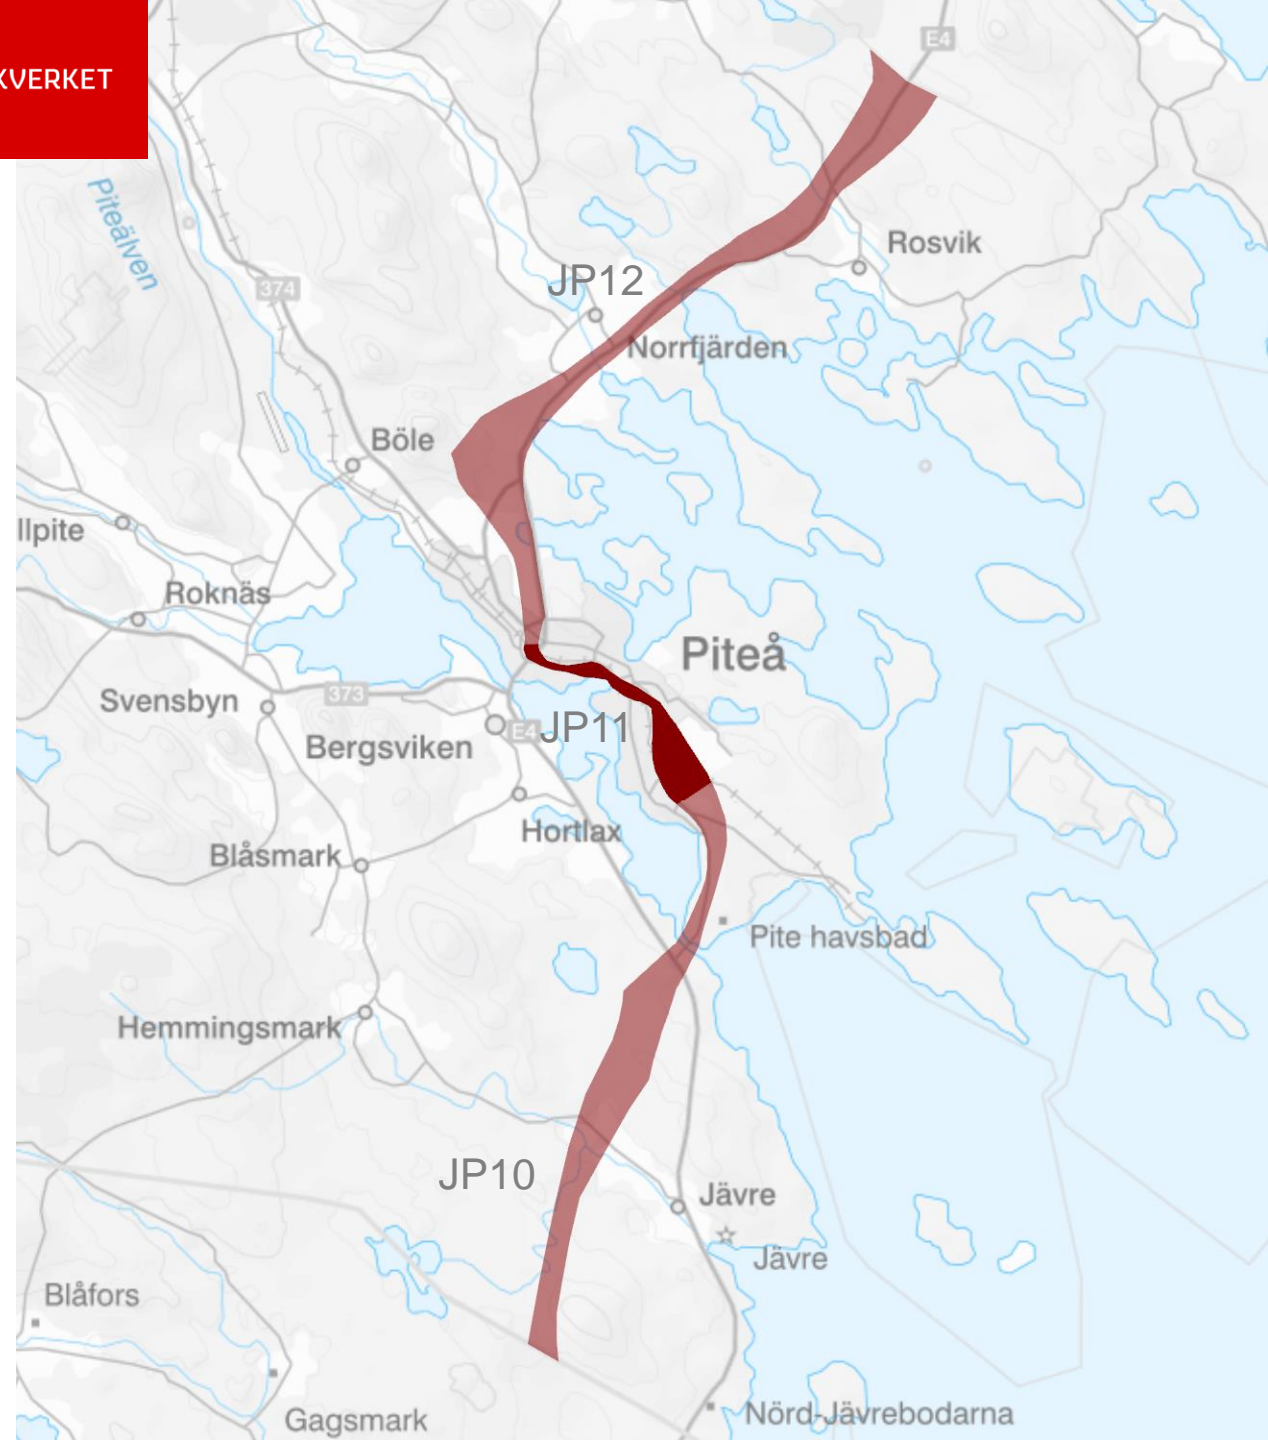 KVERKET
E4
Piteälven
Rosvik
JP12
374
Norrfjärden
Böle
llpite
Roknäs
Piteå
373
Svensbyn
E4
JP11
Bergsviken
Hortlax
Blåsmark
Pite havsbad
Hemmingsmark
JP10
Jävre
Jävre
Blåfors
Nörd-Jävrebodarna
Gagsmark